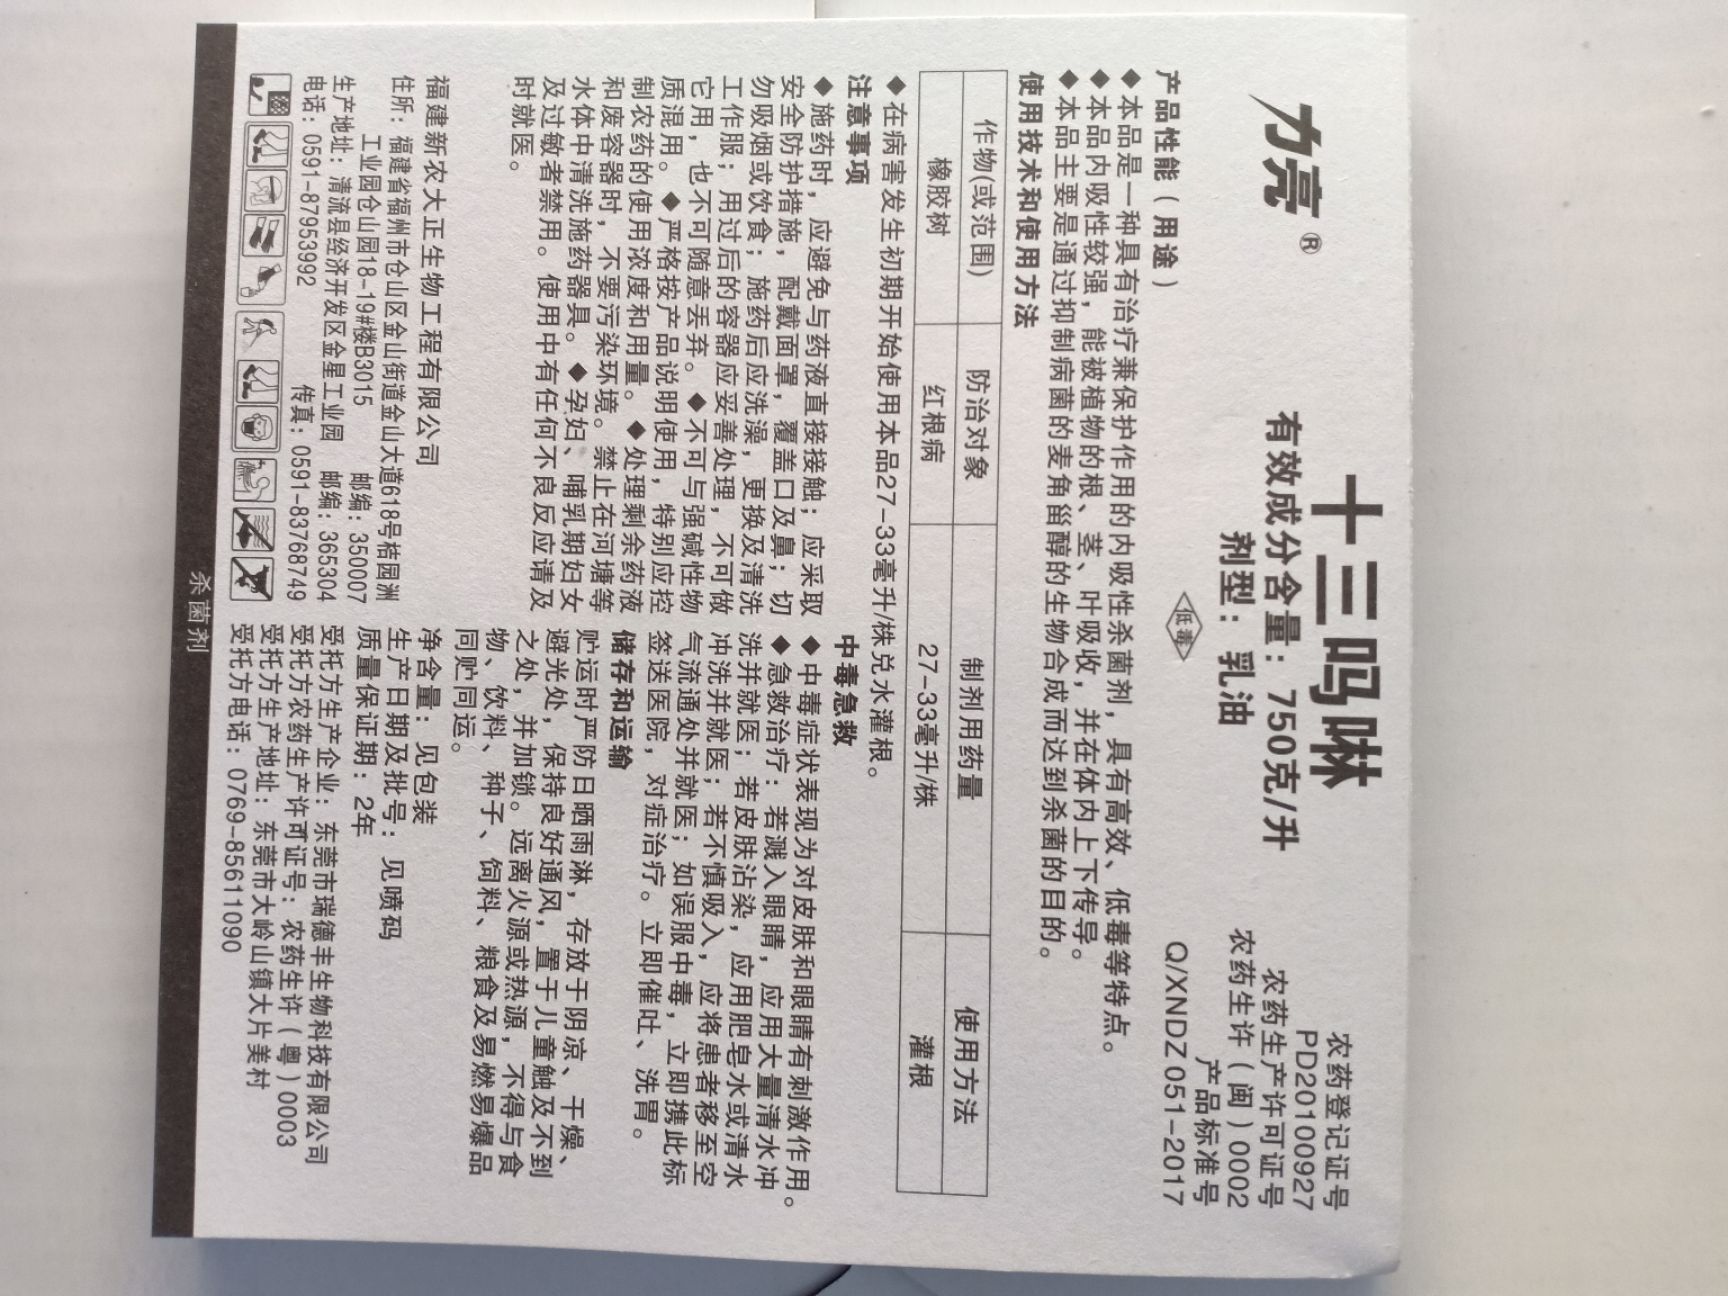 力亮®
十三吗啉
有效成分含量：750克/升
剂型：乳油
低毒
农药登记证号
PD20100927
农药生产许可证号
农药生许（闽）0002
产品标准号
Q/XNDZ 051-2017
产品性能（用途）
◆本品是一种具有治疗兼保护作用的内吸性杀菌剂，具有高效、低毒等特点。
◆本品内吸性较强，能被植物的根、茎、叶吸收，并在体内上下传导。
◆本品主要是通过抑制病菌的麦角甾醇的生物合成而达到杀菌的目的。
使用技术和使用方法
作物(或范围) 防治对象 制剂用药量 使用方法
橡胶树 红根病 27-33毫升/株 灌根
◆在病害发生初期开始使用本品27-33毫升/株兑水灌根。
注意事项
◆施药时，应避免与药液直接接触；应采取
安全防护措施，配戴面罩，覆盖口及鼻；切
勿吸烟或饮食；施药后应洗澡，更换及清洗
工作服；用过后的容器应妥善处理，不可做
它用，也不可随意丢弃。◆不可与强碱性物
质混用。◆严格按产品说明使用，特别应控
制农药的使用浓度和用量。◆处理剩余药液
和废容器时，不要污染环境。禁止在河塘等
水体中清洗施药器具。◆孕妇、哺乳期妇女
及过敏者禁用。使用中有任何不良反应请及
时就医。
福建新农大正生物工程有限公司
住所：福建省福州市仓山区金山街道金山大道618号桔园洲
工业园仓山园18-19#楼B3015 邮编：350007
生产地址：清流县经济开发区金星工业园 邮编：365304
电话：0591-87953992 传真：0591-83768749
中毒急救
◆中毒症状表现为对皮肤和眼睛有刺激作用。
◆急救治疗：若溅入眼睛，应用大量清水冲
洗并就医；若皮肤沾染，应用肥皂水或清水
冲洗并就医；若不慎吸入，应将患者移至空
气流通处并就医；如误服中毒，立即携此标
签送医院，对症治疗。立即催吐、洗胃。
储存和运输
贮运时严防日晒雨淋，存放于阴凉、干燥、
避光处，保持良好通风，置于儿童触及不到
之处，并加锁。远离火源或热源，不得与食
物、饮料、种子、饲料、粮食及易燃易爆品
同贮同运。
净含量：见包装
生产日期及批号：见喷码
质量保证期：2年
受托方生产企业：东莞市瑞德丰生物科技有限公司
受托方农药生产许可证号：农药生许（粤）0003
受托方生产地址：东莞市大岭山镇大片美村
受托方电话：0769-85611090
杀菌剂